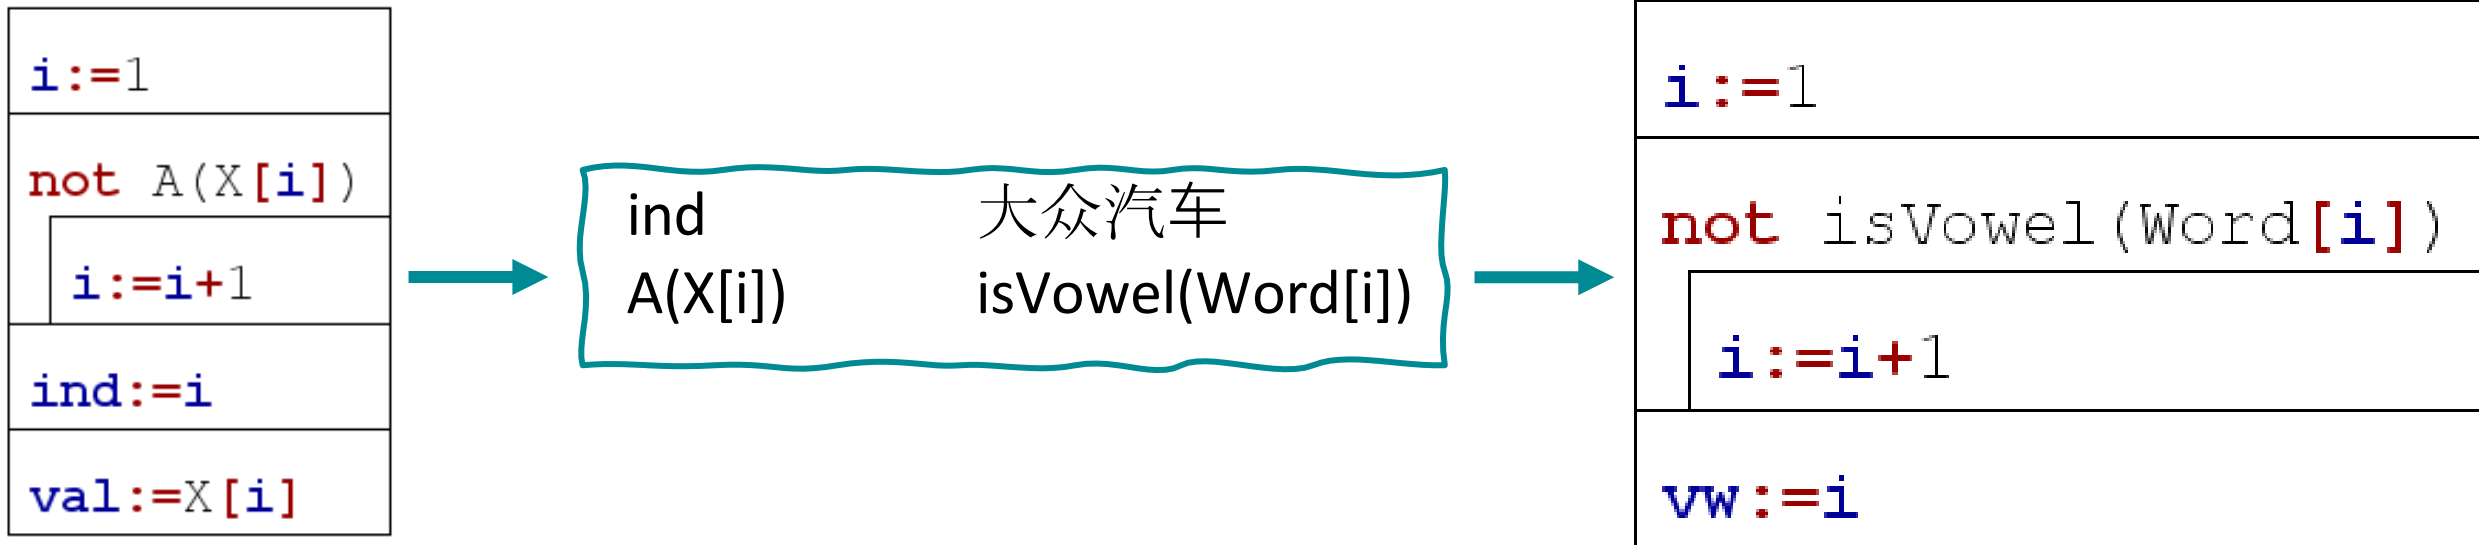 i:=1
not A(X[i])
i:=i+1
ind:=i
val:=X[i]
ind 大众汽车
A(X[i]) isVowel(Word[i])
i:=1
not isVowel(Word[i])
i:=i+1
vw:=i